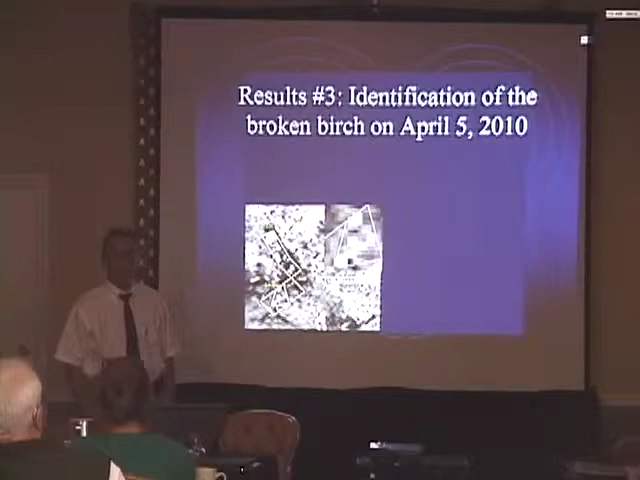 Results #3: Identification of the
broken birch on April 5, 2010